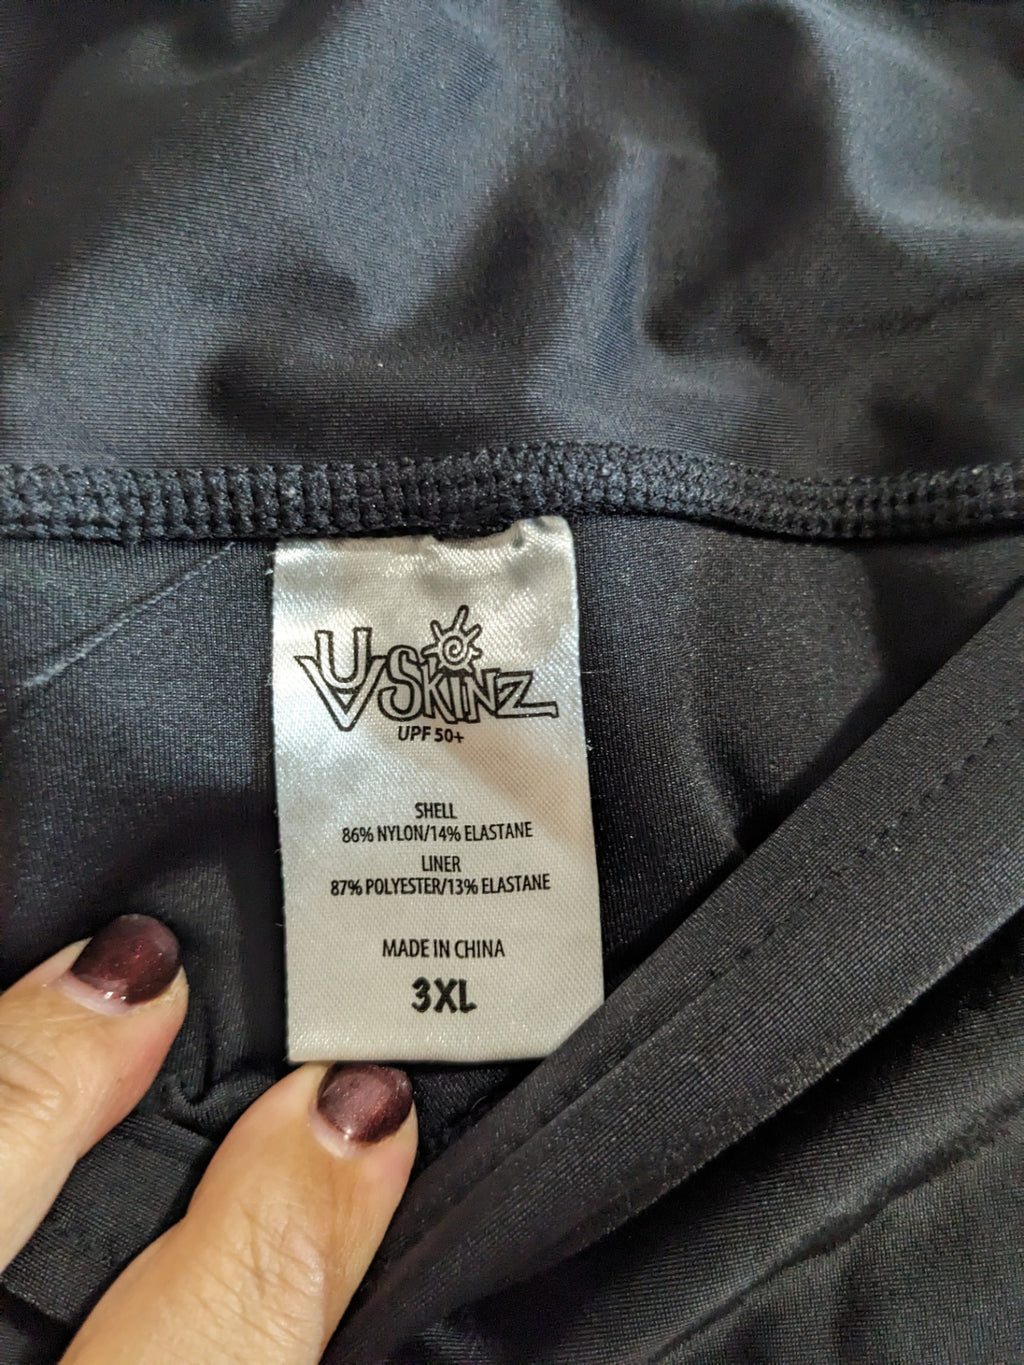 UV SKINZ
UPF 50+
SHELL
86% NYLON/14% ELASTANE
LINER
87% POLYESTER/13% ELASTANE
MADE IN CHINA
3XL